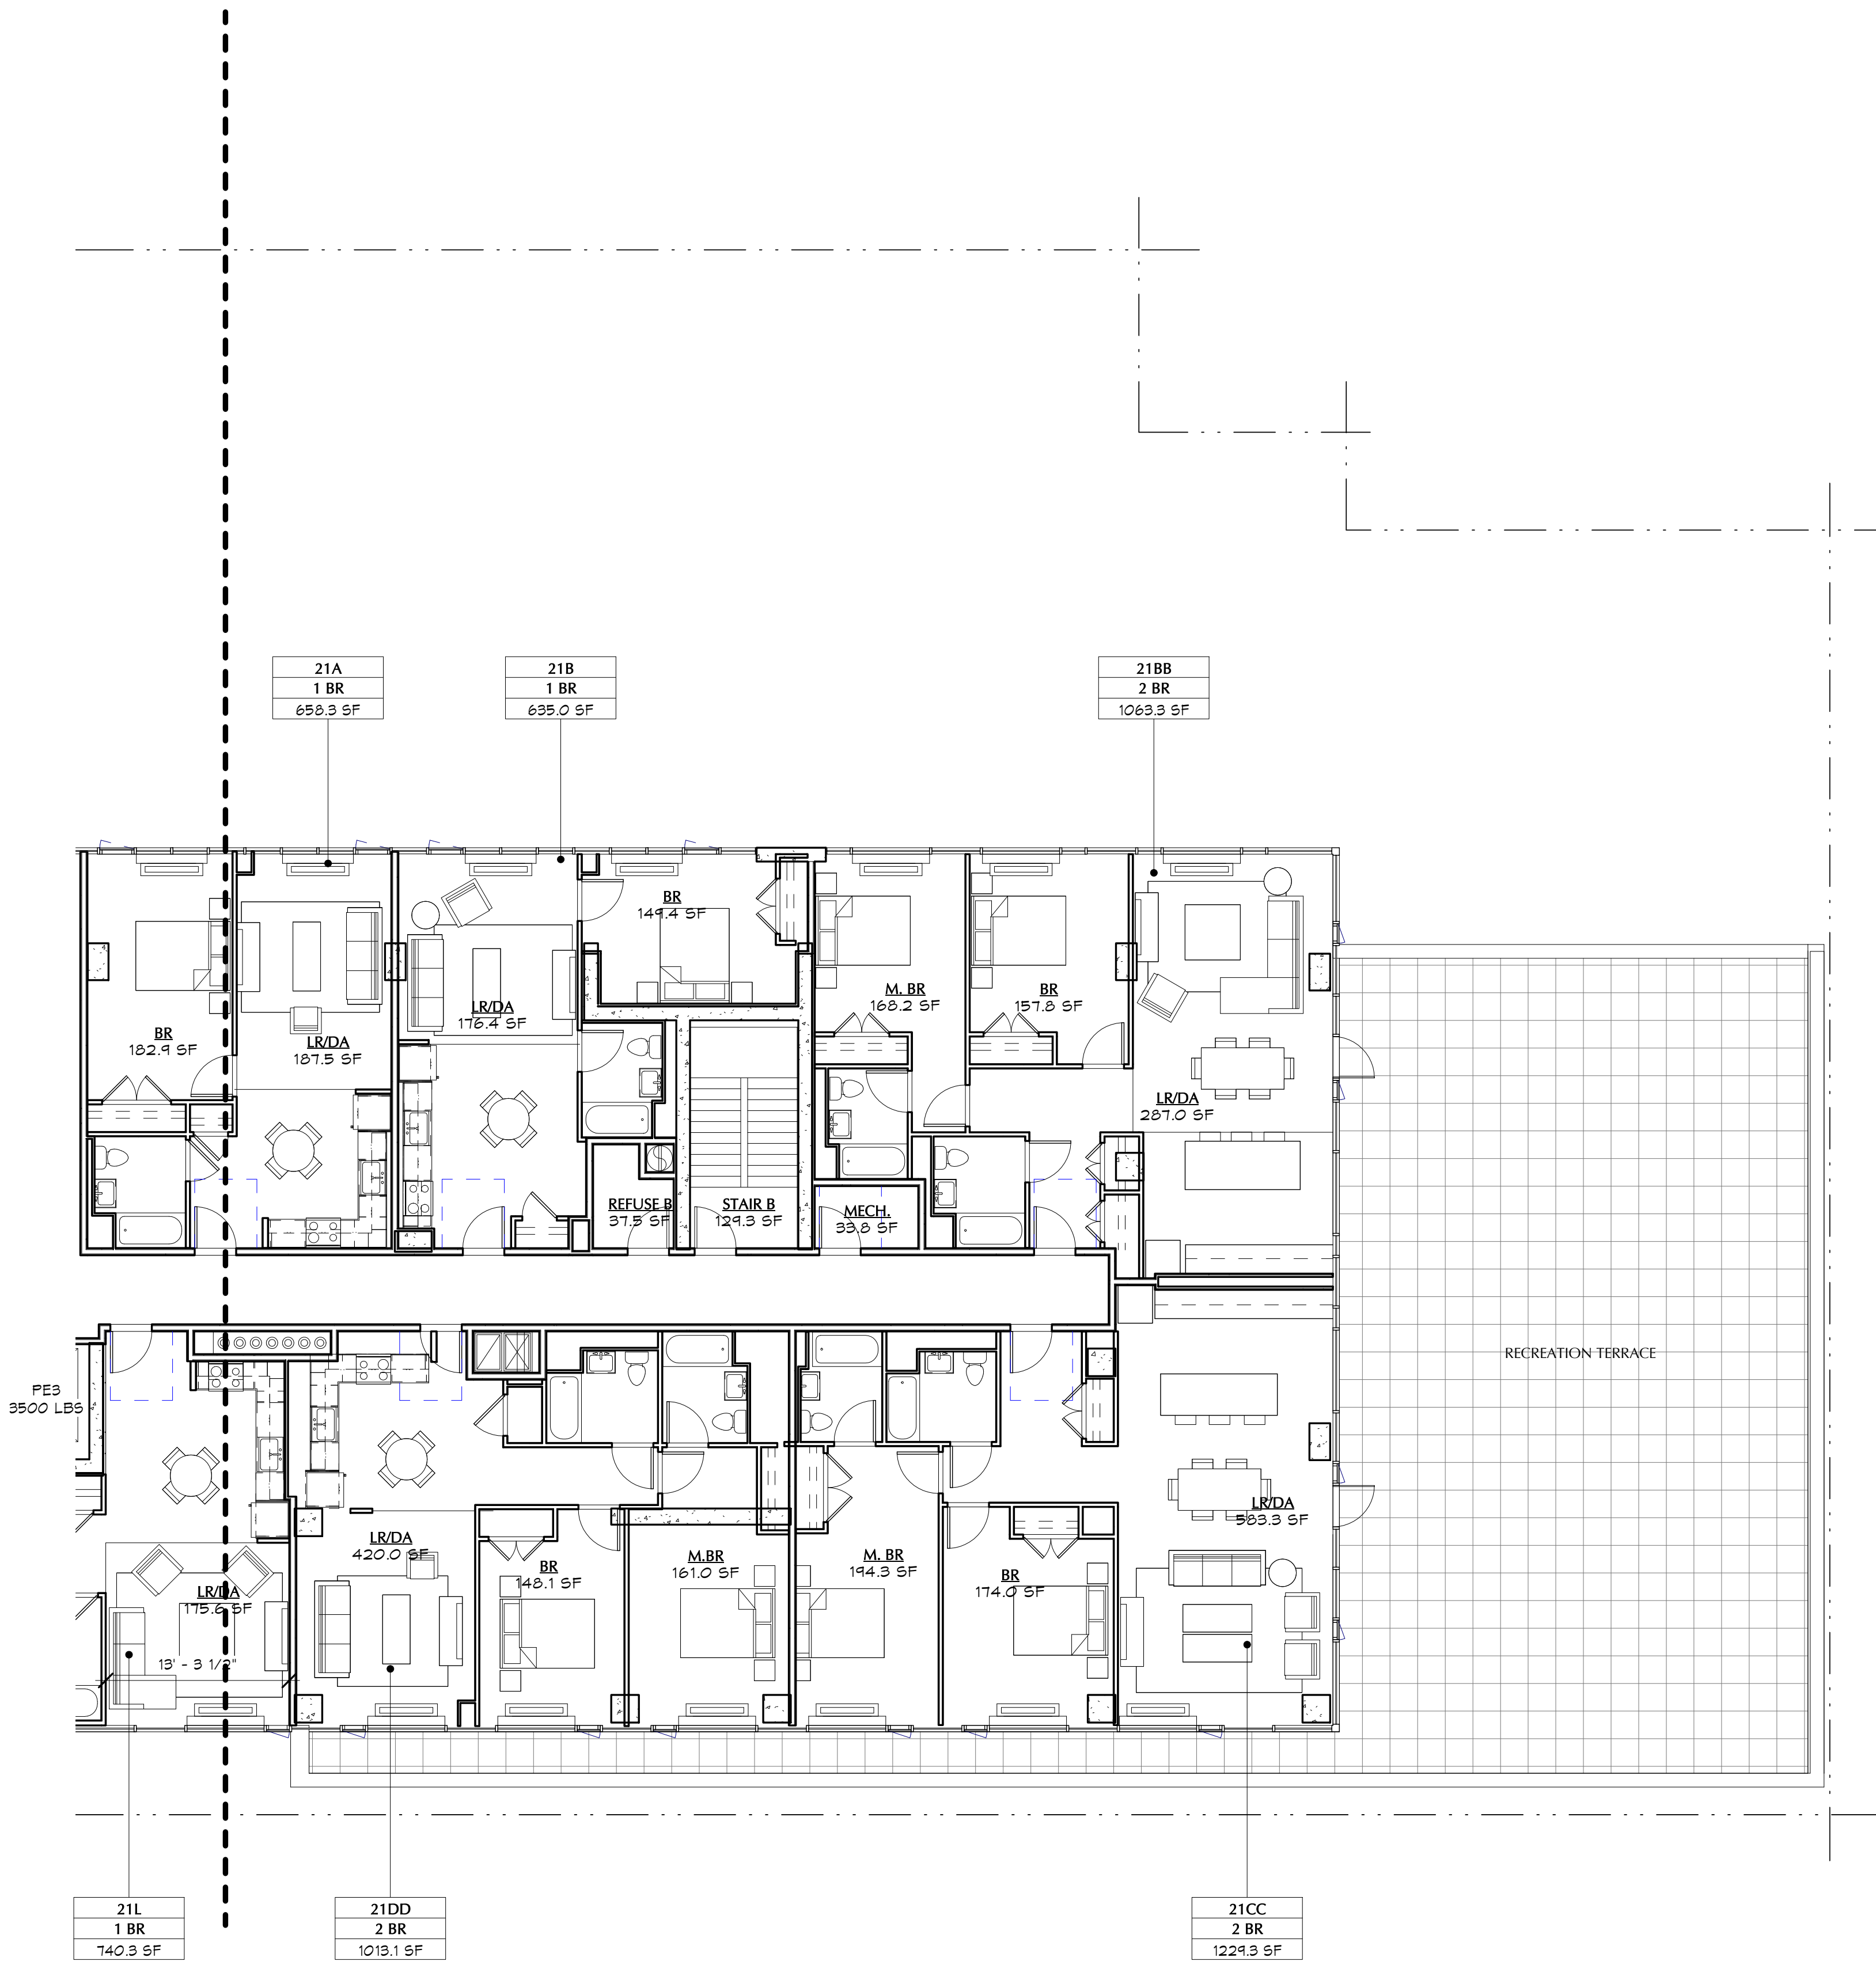 21A
1 BR
658.3 SF
21B
1 BR
635.0 SF
21BB
2 BR
1063.3 SF
BR
149.4 SF
M. BR
168.2 SF
BR
157.8 SF
LR/DA
176.4 SF
BR
182.9 SF
LR/DA
187.5 SF
LR/DA
287.0 SF
REFUSE B
37.5 SF
STAIR B
129.3 SF
MECH.
33.8 SF
RECREATION TERRACE
PE3
3500 LBS
LR/DA
583.3 SF
LR/DA
420.0 SF
BR
148.1 SF
M.BR
161.0 SF
M. BR
194.3 SF
BR
174.0 SF
LR/DA
175.6 SF
13' - 3 1/2"
21L
1 BR
740.3 SF
21DD
2 BR
1013.1 SF
21CC
2 BR
1229.3 SF